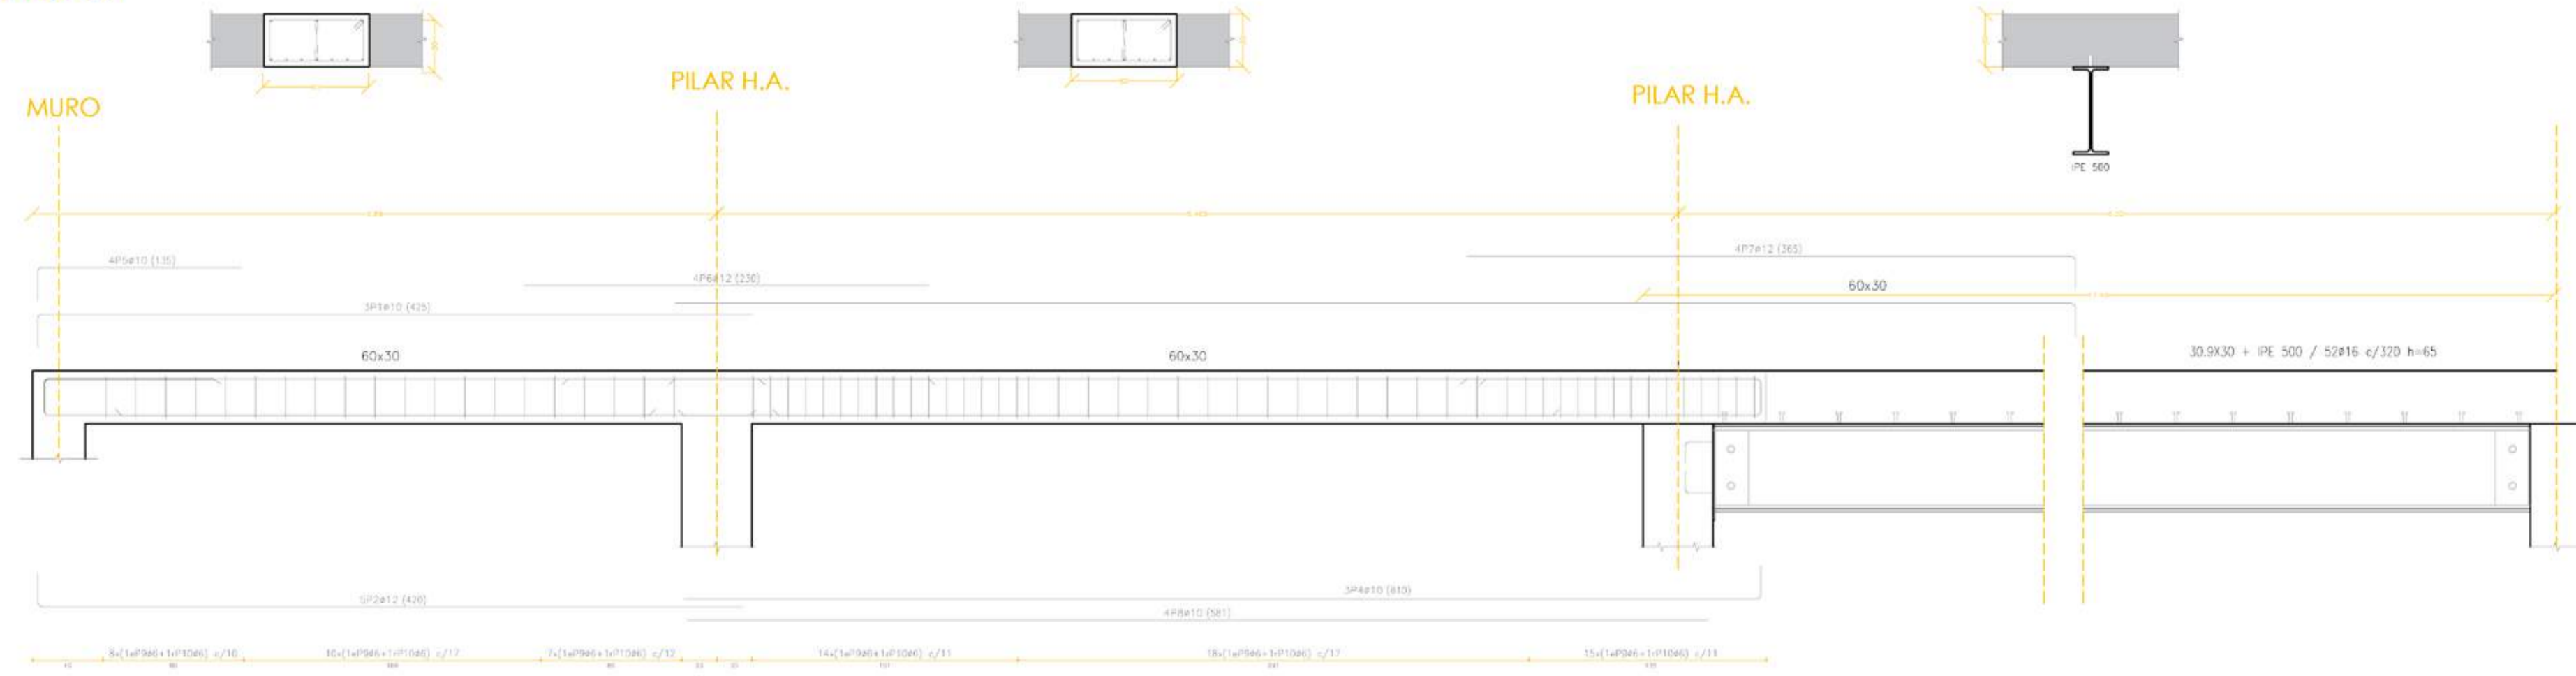 PILAR H.A.
MURO
PILAR H.A.
IPE 500
4P7ø12 (365)
4P5ø10 (135)
4P6ø12 (230)
60x30
3P1ø10 (425)
60x30
60x30
30.9X30 + IPE 500 / 52ø16 c/320 h=65
3P4ø10 (610)
5P2ø12 (420)
4P8ø10 (581)
8x(1eP9ø6+1rP10ø6) c/10
10x(1eP9ø6+1rP10ø6) c/17
7x(1eP9ø6+1rP10ø6) c/12
14x(1eP9ø6+1rP10ø6) c/11
18x(1eP9ø6+1rP10ø6) c/17
15x(1eP9ø6+1rP10ø6) c/11